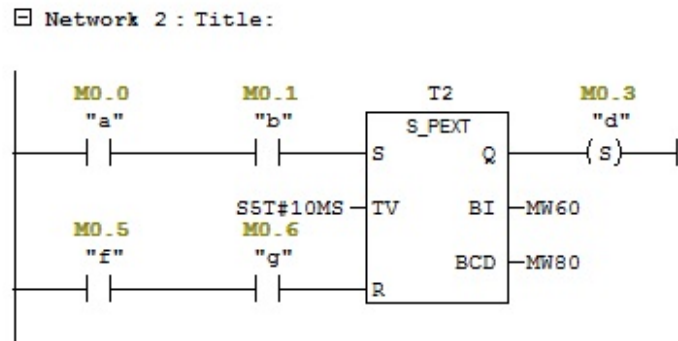 Network 2 : Title:
M0.0 M0.1 T2 M0.3
"a" "b" S_PEXT "d"
S Q (S)
S5T#10MS TV BI MW60
M0.5 M0.6
"f" "g" BCD MW80
R